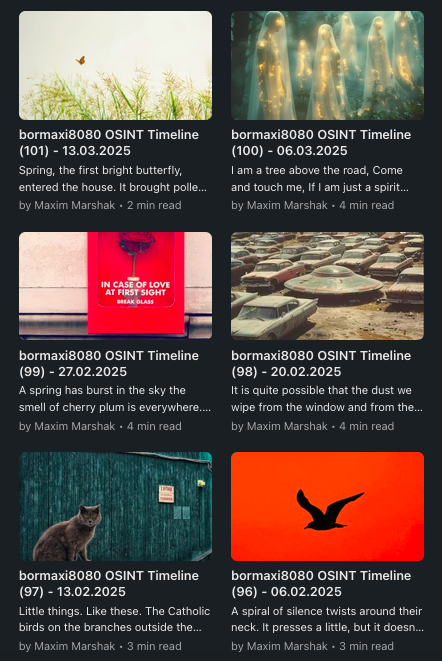 bormaxi8080 OSINT Timeline
(101) - 13.03.2025
Spring, the first bright butterfly,
entered the house. It brought polle...
by Maxim Marshak • 2 min read
bormaxi8080 OSINT Timeline
(100) - 06.03.2025
I am a tree above the road, Come
and touch me, If I am just a spirit...
by Maxim Marshak • 4 min read
IN CASE OF LOVE
AT FIRST SIGHT
BREAK GLASS
bormaxi8080 OSINT Timeline
(99) - 27.02.2025
A spring has burst in the sky the
smell of cherry plum is everywhere....
by Maxim Marshak • 4 min read
bormaxi8080 OSINT Timeline
(98) - 20.02.2025
It is quite possible that the dust we
wipe from the window and from the...
by Maxim Marshak • 4 min read
bormaxi8080 OSINT Timeline
(97) - 13.02.2025
Little things. Like these. The Catholic
birds on the branches outside the...
by Maxim Marshak • 3 min read
bormaxi8080 OSINT Timeline
(96) - 06.02.2025
A spiral of silence twists around their
neck. It presses a little, but it doesn...
by Maxim Marshak • 3 min read